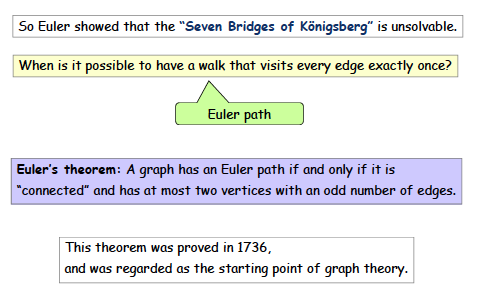 So Euler showed that the “Seven Bridges of Königsberg” is unsolvable.
When is it possible to have a walk that visits every edge exactly once?
Euler path
Euler’s theorem: A graph has an Euler path if and only if it is
“connected” and has at most two vertices with an odd number of edges.
This theorem was proved in 1736,
and was regarded as the starting point of graph theory.